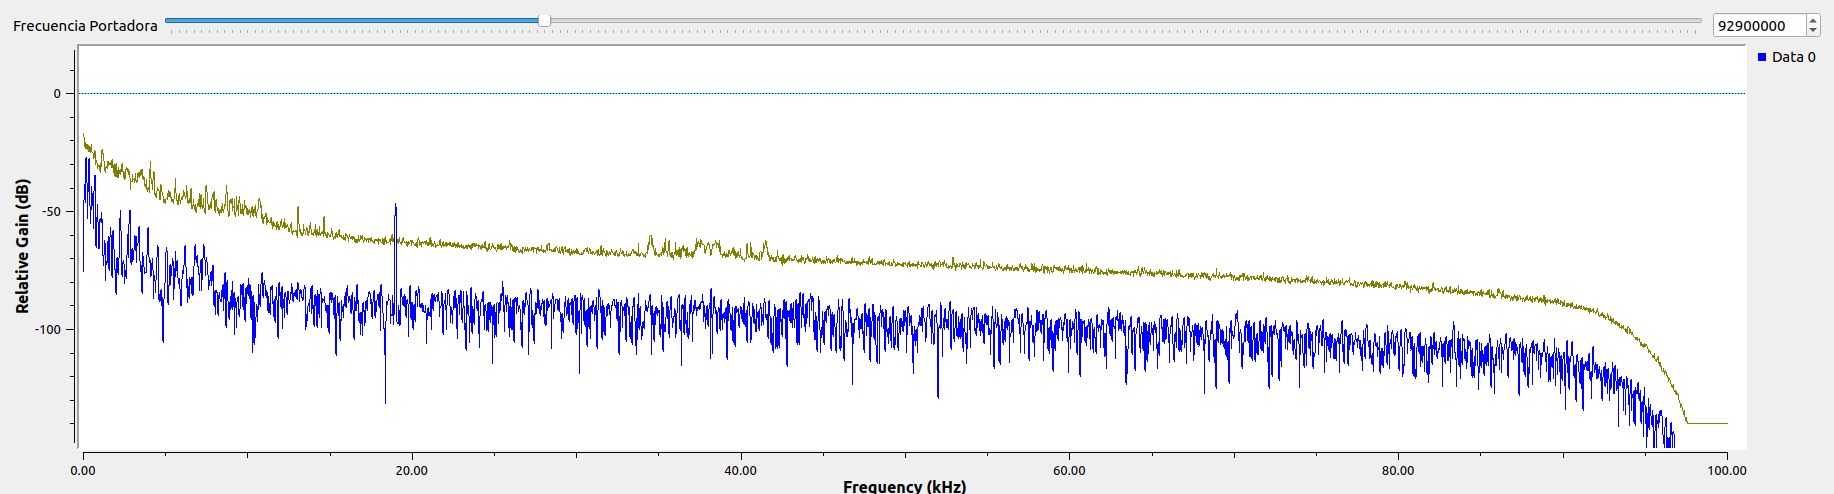 Frecuencia Portadora
92900000
Data 0
Relative Gain (dB)
0
-50
-100
0.00
20.00
40.00
60.00
80.00
100.00
Frequency (kHz)